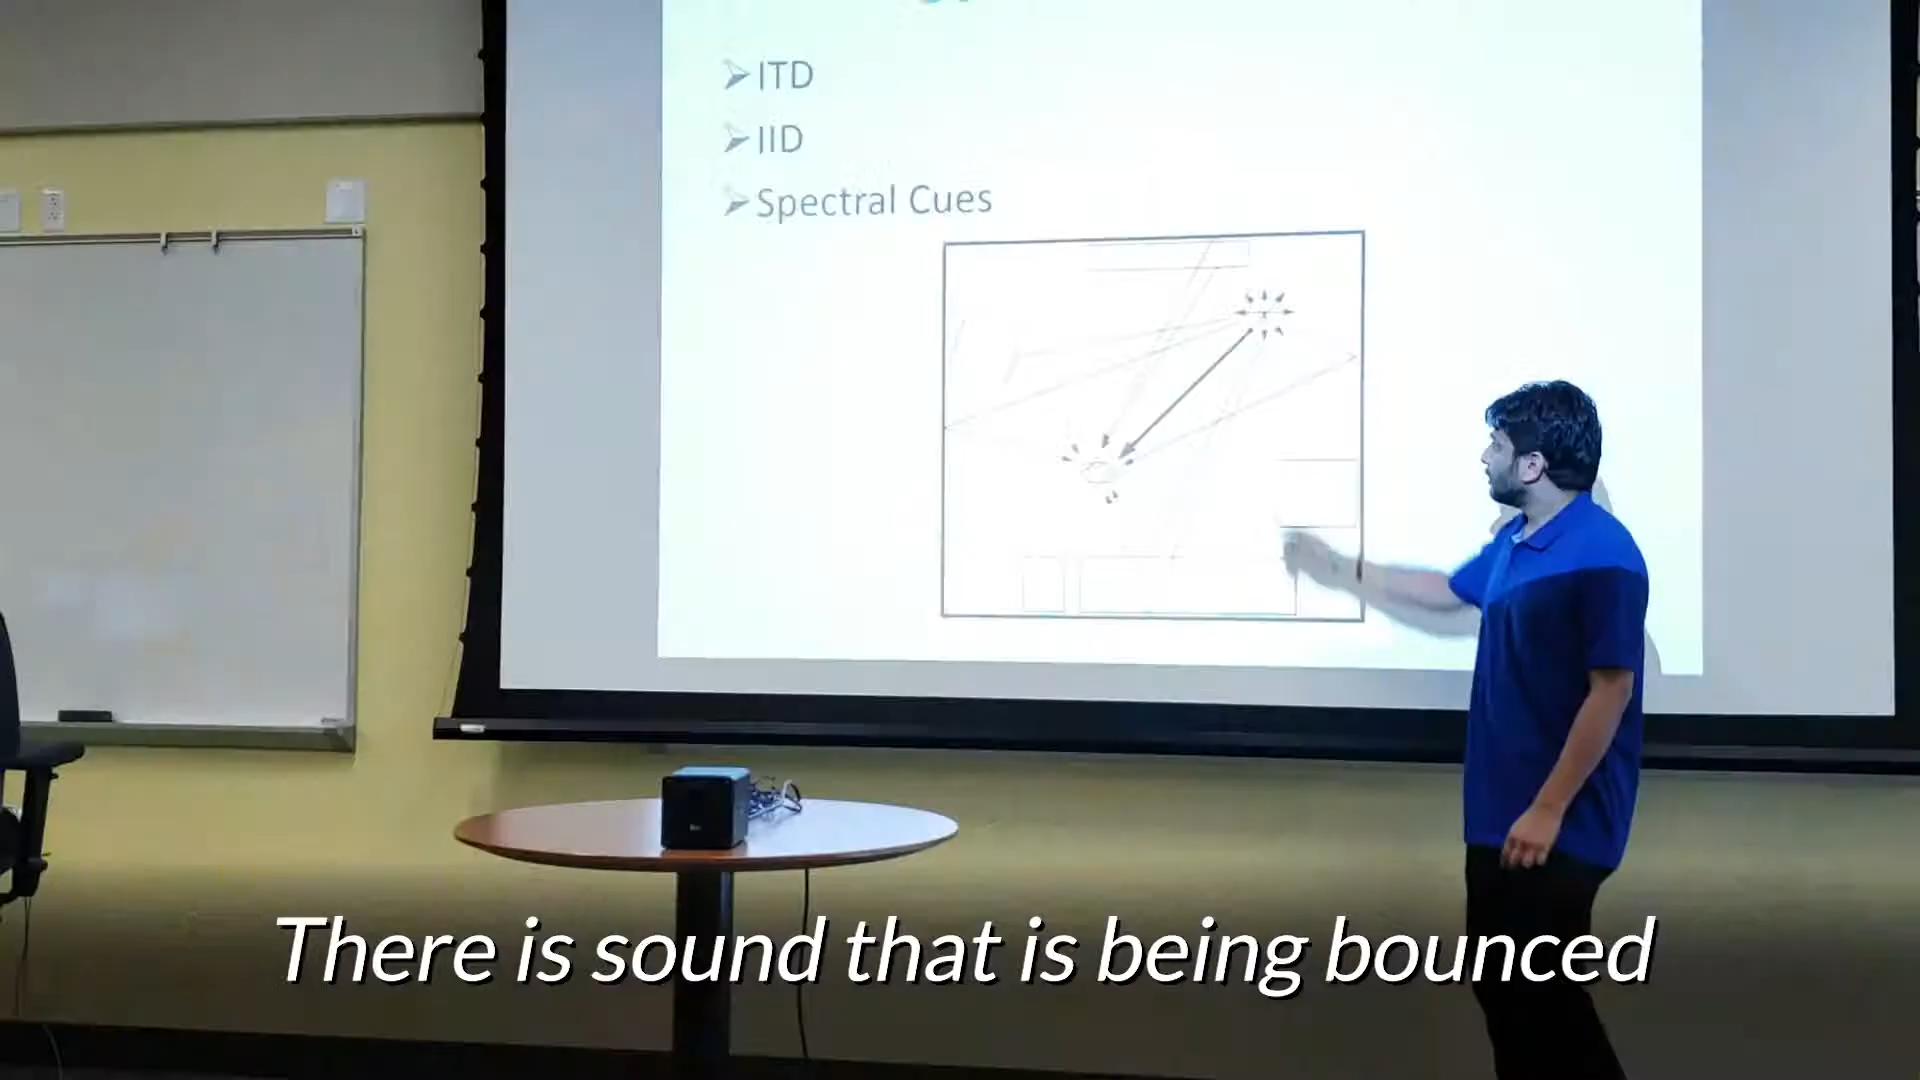 ITD
IID
Spectral Cues
There is sound that is being bounced